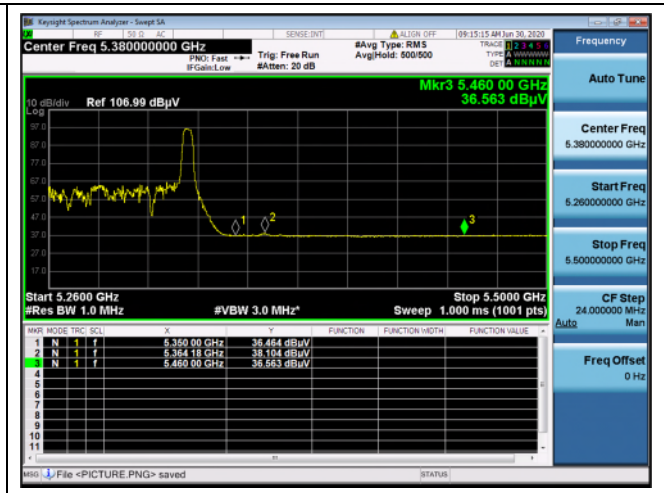 Keysight Spectrum Analyzer - Swept SA
RF 50 Ω AC SENSE:INT ALIGN OFF 09:15:15 AM Jun 30, 2020
Center Freq 5.380000000 GHz #Avg Type: RMS TRACE 1 2 3 4 5 6
PNO: Fast Trig: Free Run Avg|Hold: 500/500 TYPE A WWWWW
IFGain:Low #Atten: 20 dB DET A N N N N N
Mkr3 5.460 00 GHz
10 dB/div Ref 106.99 dBµV 36.563 dBµV
Log
97.0
87.0
77.0
67.0
57.0
47.0
37.0
27.0
17.0
1
2
3
Start 5.2600 GHz Stop 5.5000 GHz
#Res BW 1.0 MHz #VBW 3.0 MHz* Sweep 1.000 ms (1001 pts)
MKR MODE TRC SCL X Y FUNCTION FUNCTION WIDTH FUNCTION VALUE
1 N 1 f 5.350 00 GHz 36.464 dBµV
2 N 1 f 5.364 18 GHz 38.104 dBµV
3 N 1 f 5.460 00 GHz 36.563 dBµV
4
5
6
7
8
9
10
11
MSG File <PICTURE.PNG> saved STATUS
Frequency
Auto Tune
Center Freq
5.380000000 GHz
Start Freq
5.260000000 GHz
Stop Freq
5.500000000 GHz
CF Step
24.000000 MHz
Auto Man
Freq Offset
0 Hz